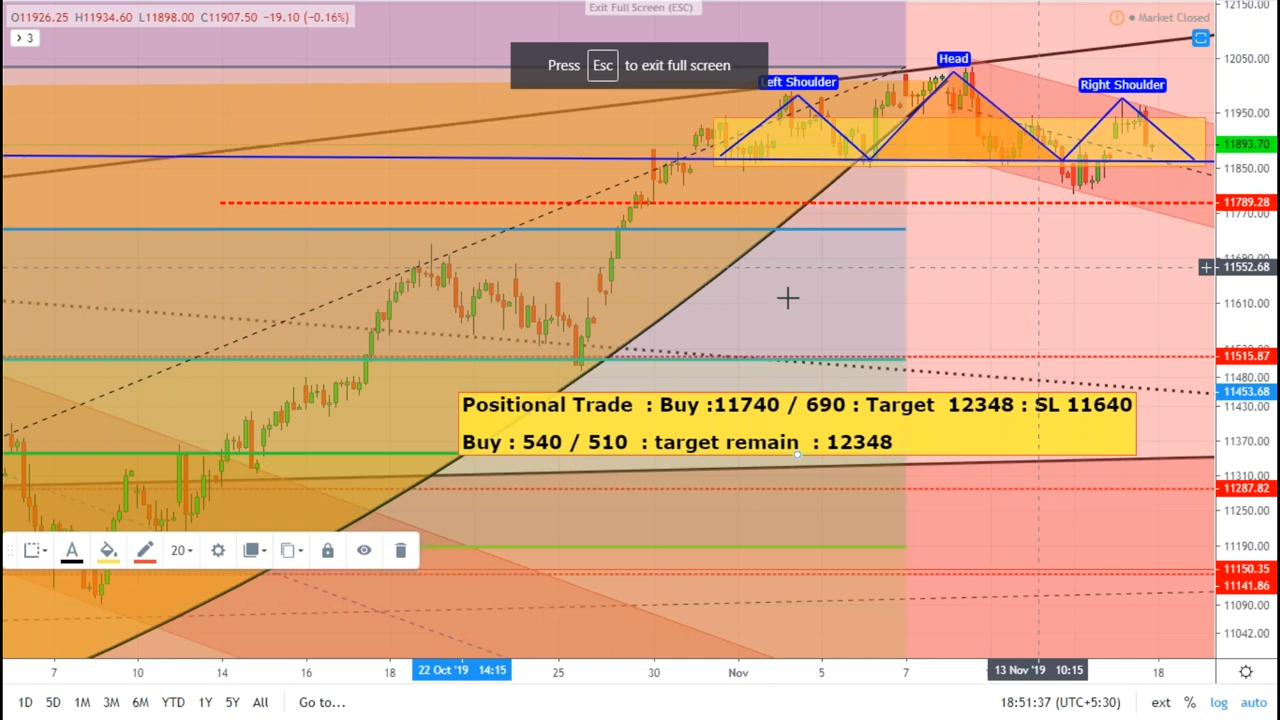 Exit Full Screen (ESC)
O11926.25 H11934.60 L11898.00 C11907.50 −19.10 (−0.16%)
Market Closed
3
Press Esc to exit full screen
Left Shoulder
Head
Right Shoulder
12150.00
12050.00
11950.00
11893.70
11850.00
11789.28
11770.00
11552.68
11610.00
11515.87
11480.00
11453.68
11430.00
11370.00
11310.00
11287.82
11250.00
11190.00
11150.35
11141.86
11090.00
11042.00
Positional Trade : Buy :11740 / 690 : Target 12348 : SL 11640
Buy : 540 / 510 : target remain : 12348
A 20
7 10 14 16 18 22 Oct '19 14:15 25 30 Nov 5 7 13 Nov '19 10:15 18
1D 5D 1M 3M 6M YTD 1Y 5Y All Go to... 18:51:37 (UTC+5:30) ext % log auto